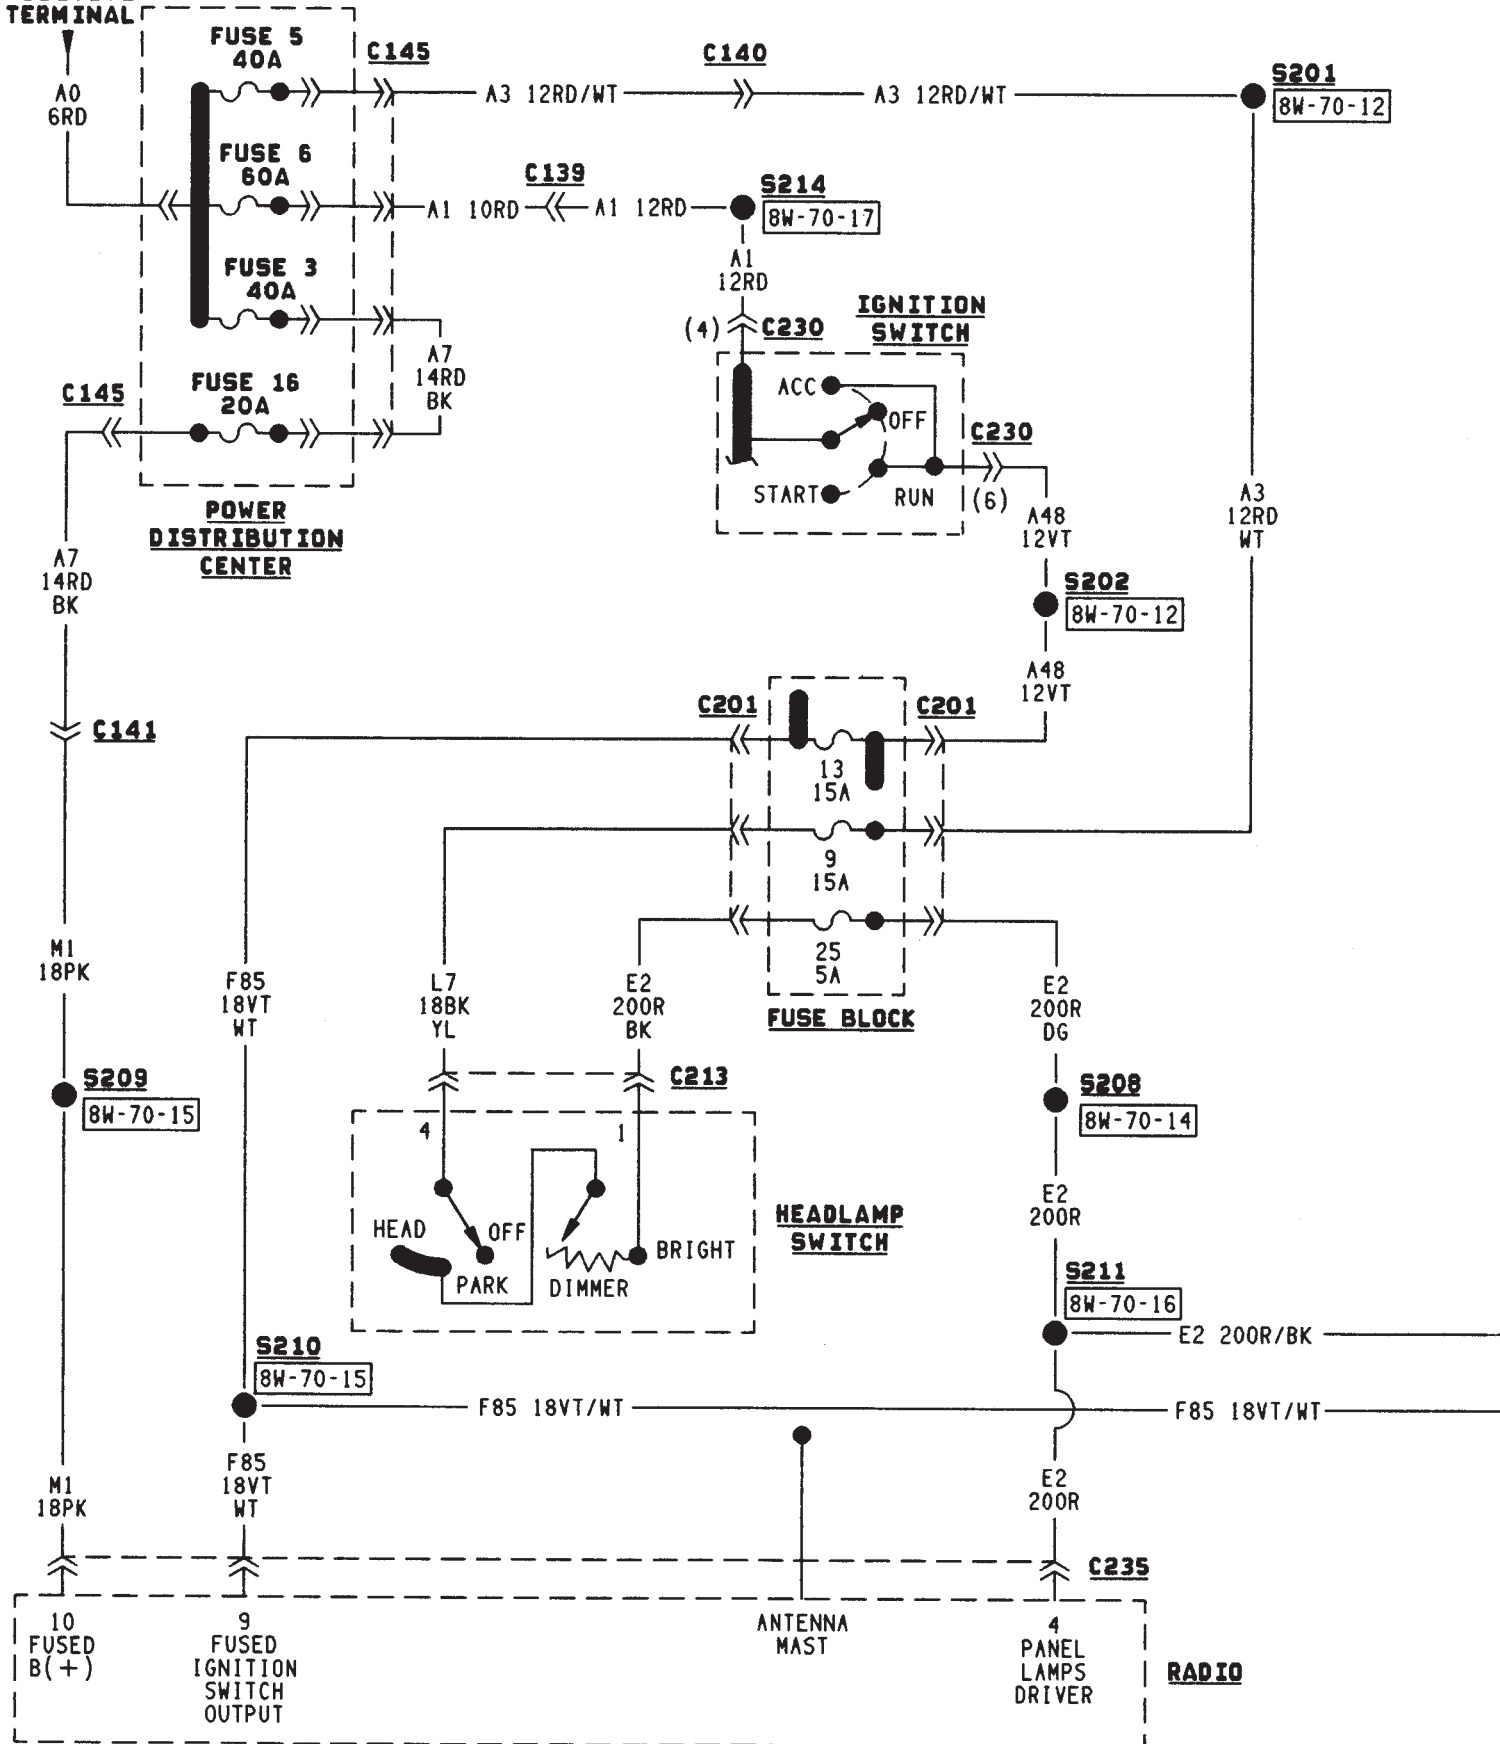 TERMINAL
FUSE 5
40A
C145
C140
S201
8W-70-12
A0
6RD
A3 12RD/WT
A3 12RD/WT
FUSE 6
60A
C139
S214
8W-70-17
A1 10RD
A1 12RD
A1
12RD
FUSE 3
40A
(4)
C230
IGNITION
SWITCH
A7
14RD
BK
C145
FUSE 16
20A
ACC
OFF
C230
START
RUN
(6)
POWER
DISTRIBUTION
CENTER
A48
12VT
A3
12RD
WT
A7
14RD
BK
S202
8W-70-12
A48
12VT
C141
C201
C201
13
15A
9
15A
25
5A
FUSE BLOCK
M1
18PK
F85
18VT
WT
L7
18BK
YL
E2
200R
BK
E2
200R
DG
S209
8W-70-15
C213
S208
8W-70-14
4
1
HEAD
OFF
PARK
DIMMER
BRIGHT
HEADLAMP
SWITCH
E2
200R
S211
8W-70-16
E2 200R/BK
S210
8W-70-15
F85 18VT/WT
F85 18VT/WT
M1
18PK
F85
18VT
WT
E2
200R
C235
10
FUSED
B(+)
9
FUSED
IGNITION
SWITCH
OUTPUT
ANTENNA
MAST
4
PANEL
LAMPS
DRIVER
RADIO